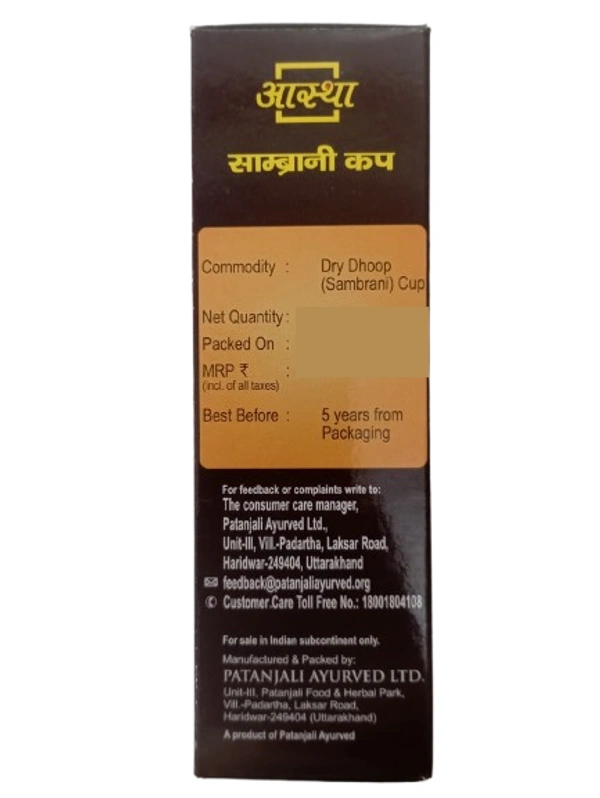 आस्था
साम्ब्रानी कप
Commodity : Dry Dhoop
(Sambrani) Cup
Net Quantity :
Packed On :
MRP ₹ :
(incl. of all taxes)
Best Before : 5 years from
Packaging
For feedback or complaints write to:
The consumer care manager,
Patanjali Ayurved Ltd.,
Unit-III, Vill.-Padartha, Laksar Road,
Haridwar-249404, Uttarakhand
feedback@patanjaliayurved.org
Customer Care Toll Free No.: 18001804108
For sale in Indian subcontinent only.
Manufactured & Packed by:
PATANJALI AYURVED LTD.
Unit-III, Patanjali Food & Herbal Park,
Vill.-Padartha, Laksar Road,
Haridwar-249404 (Uttarakhand)
A product of Patanjali Ayurved